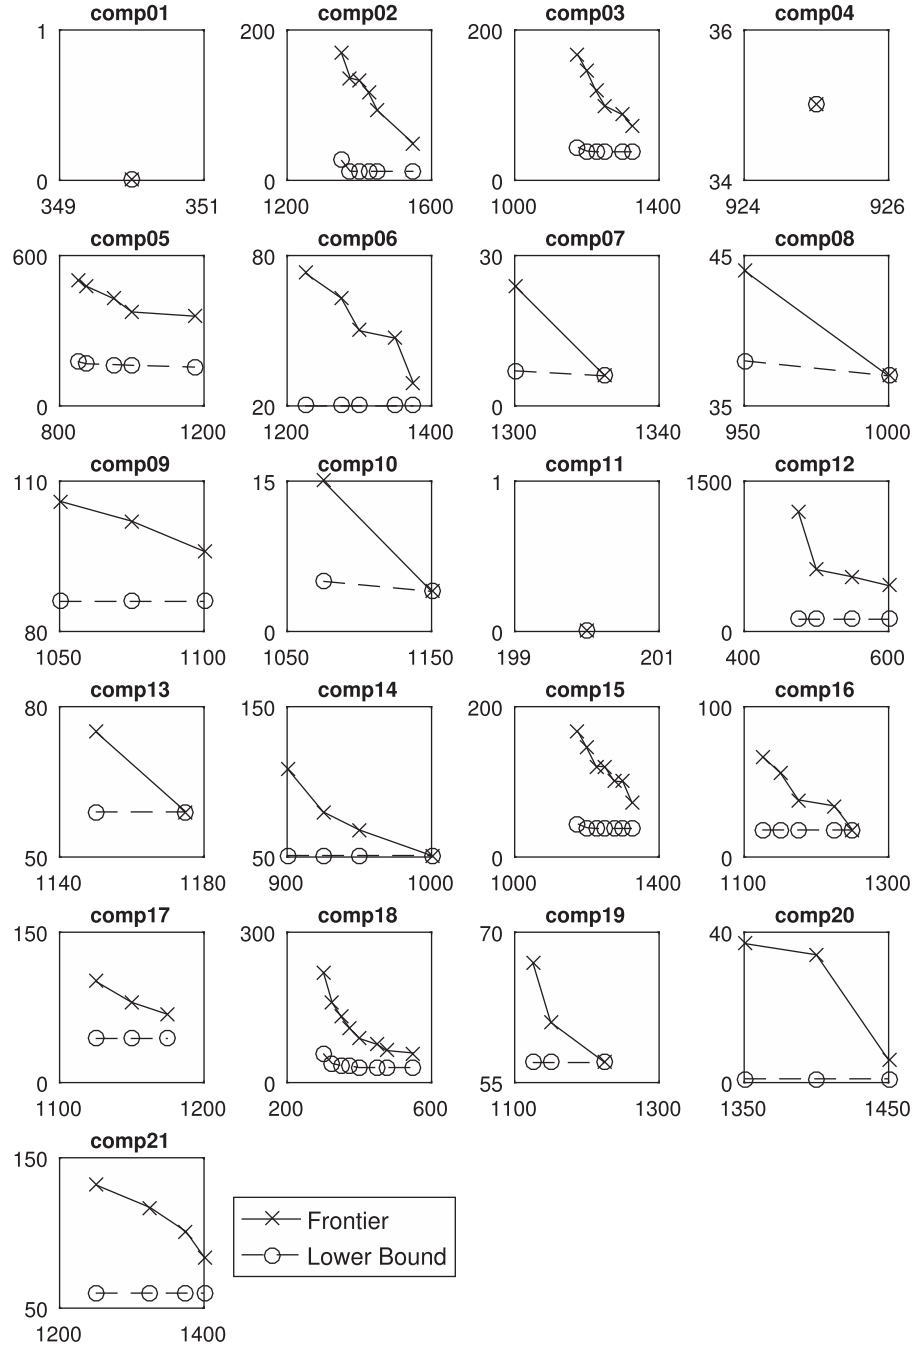 comp01 comp02 comp03 comp04
1 200 200 36
0 0 0 34
349 351 1200 1600 1000 1400 924 926
comp05 comp06 comp07 comp08
600 80 30 45
0 20 0 35
800 1200 1200 1400 1300 1340 950 1000
comp09 comp10 comp11 comp12
110 15 1 1500
80 0 0 0
1050 1100 1050 1150 199 201 400 600
comp13 comp14 comp15 comp16
80 150 200 100
50 50 0 0
1140 1180 900 1000 1000 1400 1100 1300
comp17 comp18 comp19 comp20
150 300 70 40
0 0 55 0
1100 1200 200 600 1100 1300 1350 1450
comp21
150
Frontier
Lower Bound
50
1200 1400